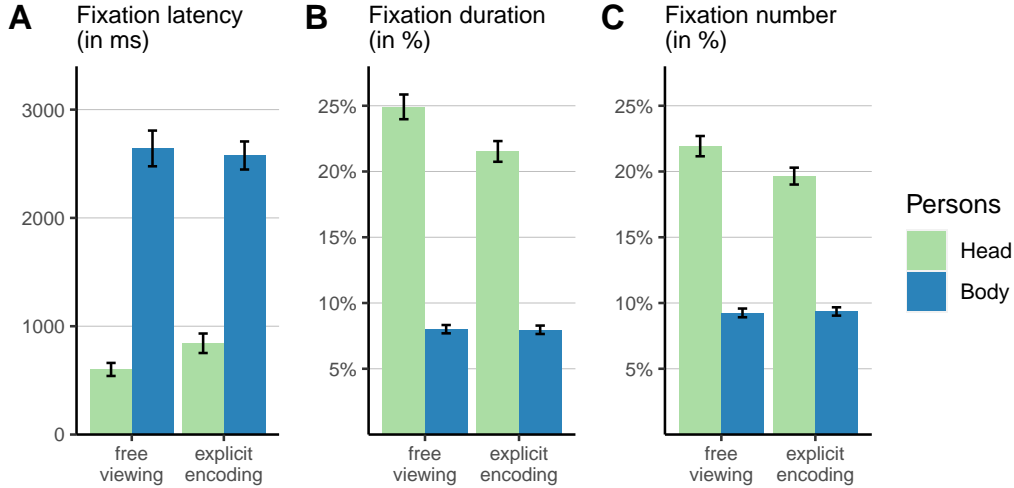 A
Fixation latency
(in ms)
3000
2000
1000
0
free
viewing
explicit
encoding
B
Fixation duration
(in %)
25%
20%
15%
10%
5%
free
viewing
explicit
encoding
C
Fixation number
(in %)
25%
20%
15%
10%
5%
free
viewing
explicit
encoding
Persons
Head
Body